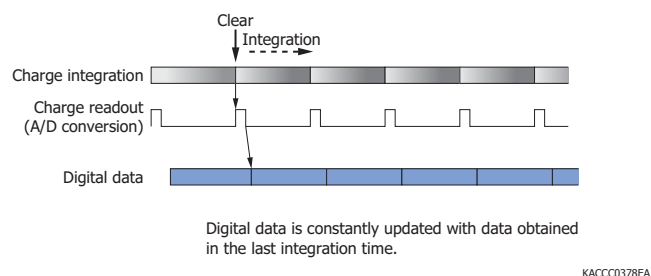 Clear
Integration
Charge integration
Charge readout
(A/D conversion)
Digital data
Digital data is constantly updated with data obtained
in the last integration time.
KACCC0378EA